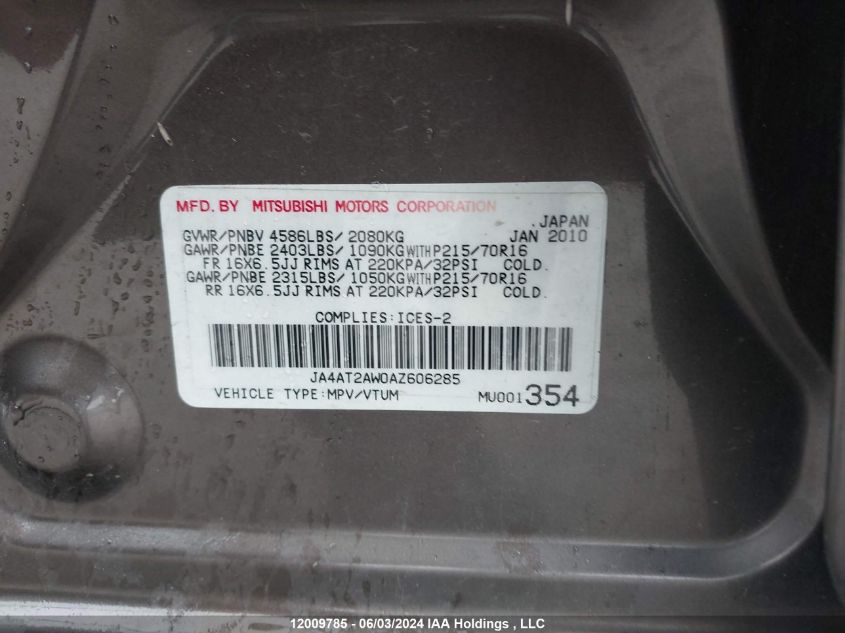 MFD. BY MITSUBISHI MOTORS CORPORATION
JAPAN
GVWR/PNBV 4586LBS/2080KG JAN 2010
GAWR/PNBE 2403LBS/1090KG WITH P215/70R16
FR 16X6.5JJ RIMS AT 220KPA/32PSI COLD.
GAWR/PNBE 2315LBS/1050KG WITH P215/70R16
RR 16X6.5JJ RIMS AT 220KPA/32PSI COLD.
COMPLIES:ICES-2
JA4AT2AW0AZ606285
VEHICLE TYPE:MPV/VTUM MU001354
12009785 - 06/03/2024 IAA Holdings , LLC